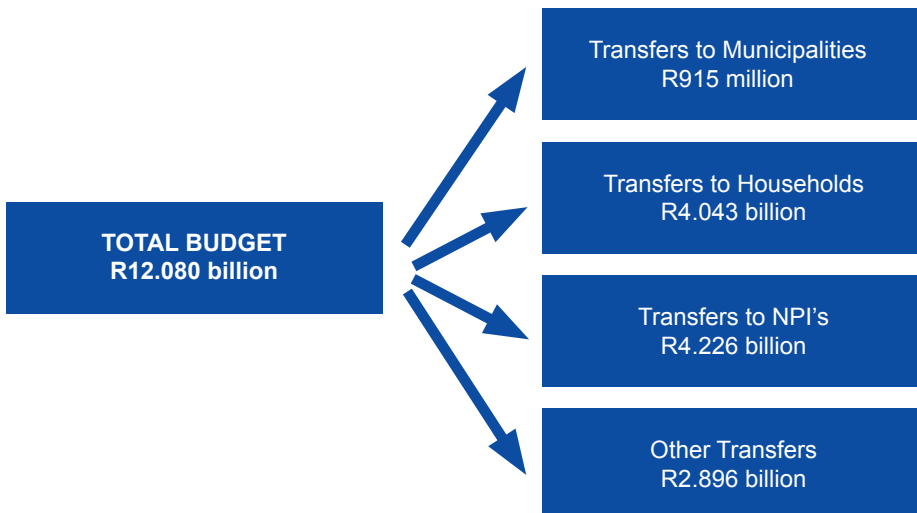 TOTAL BUDGET
R12.080 billion
Transfers to Municipalities
R915 million
Transfers to Households
R4.043 billion
Transfers to NPI’s
R4.226 billion
Other Transfers
R2.896 billion